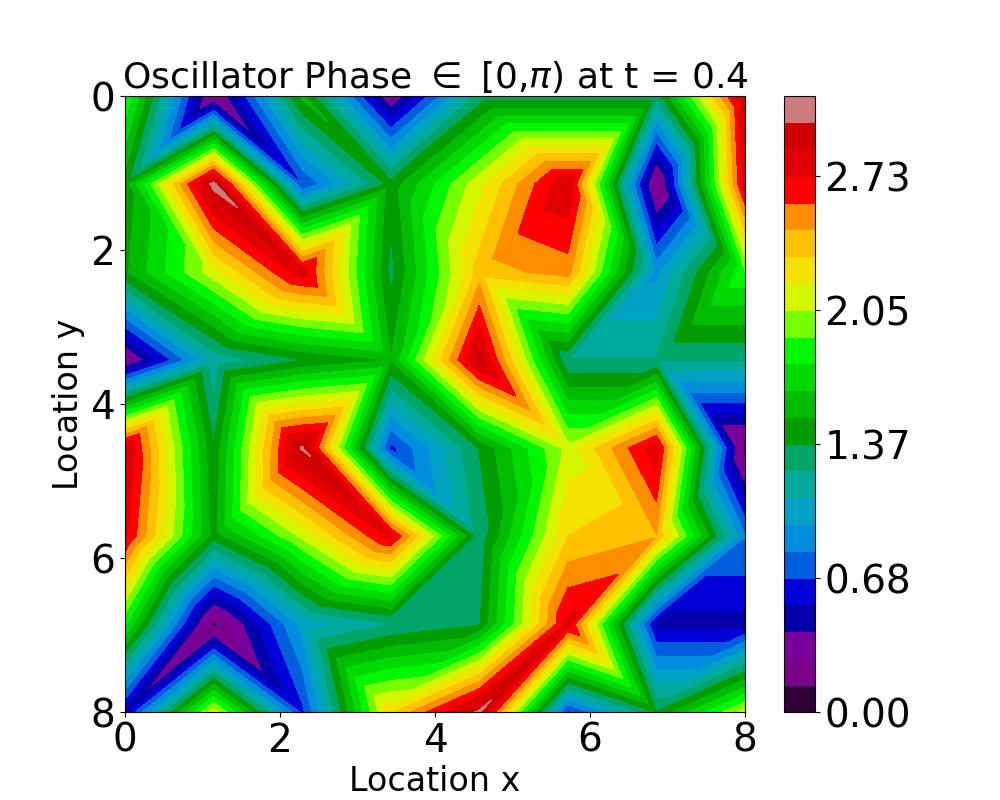 Oscillator Phase ∈ [0,π) at t = 0.4
0
2
4
6
8
Location y
0 2 4 6 8
Location x
2.73
2.05
1.37
0.68
0.00